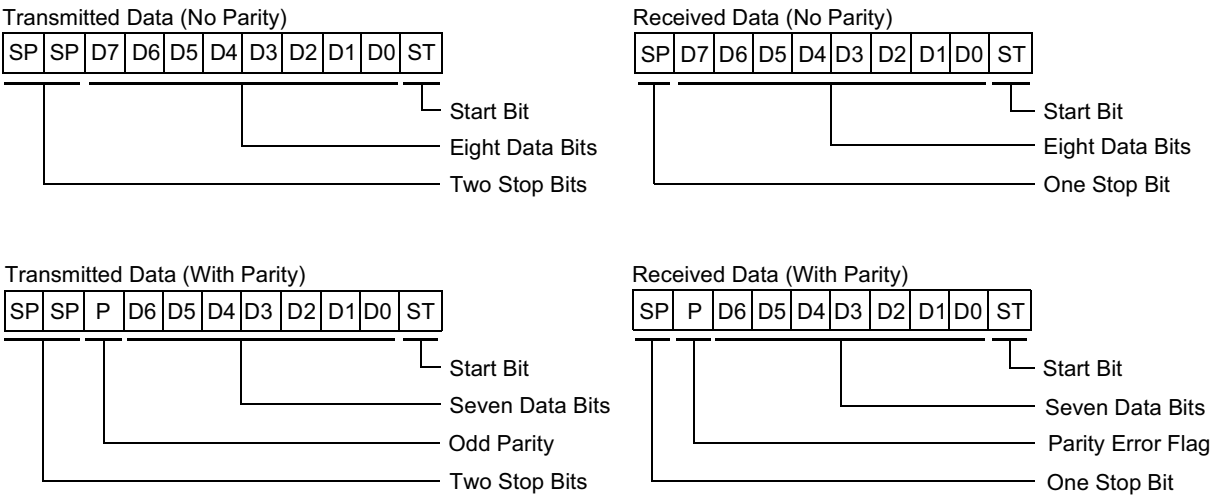 Transmitted Data (No Parity)
SP SP D7 D6 D5 D4 D3 D2 D1 D0 ST
Start Bit
Eight Data Bits
Two Stop Bits
Received Data (No Parity)
SP D7 D6 D5 D4 D3 D2 D1 D0 ST
Start Bit
Eight Data Bits
One Stop Bit
Transmitted Data (With Parity)
SP SP P D6 D5 D4 D3 D2 D1 D0 ST
Start Bit
Seven Data Bits
Odd Parity
Two Stop Bits
Received Data (With Parity)
SP P D6 D5 D4 D3 D2 D1 D0 ST
Start Bit
Seven Data Bits
Parity Error Flag
One Stop Bit